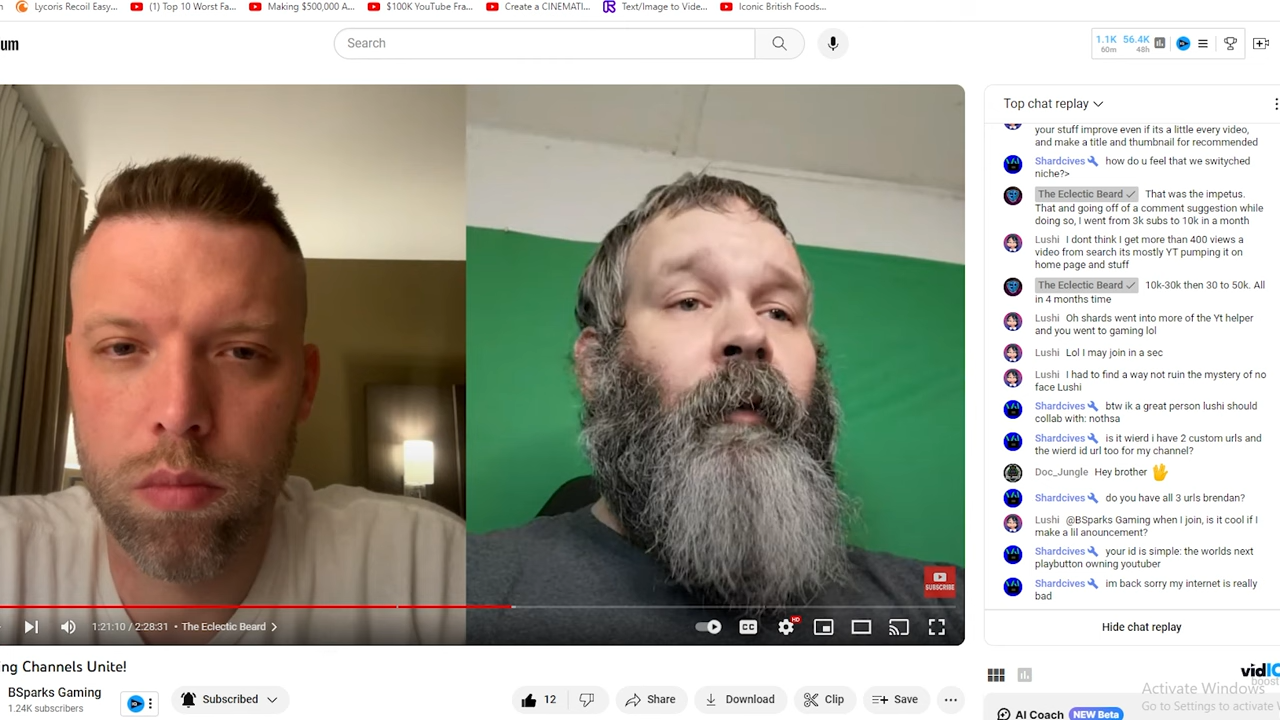 Lycoris Recoil Easy...
(1) Top 10 Worst Fa...
Making $500,000 A...
$100K YouTube Fra...
Create a CINEMATI...
Text/Image to Vide...
Iconic British Foods...
um
Search
1.1K 56.4K
60m 48h
Top chat replay
your stuff improve even if its a little every video,
and make a title and thumbnail for recommended
Shardcives how do u feel that we swityched
niche?>
The Eclectic Beard That was the impetus.
That and going off of a comment suggestion while
doing so, I went from 3k subs to 10k in a month
Lushi I dont think I get more than 400 views a
video from search its mostly YT pumping it on
home page and stuff
The Eclectic Beard 10k-30k then 30 to 50k. All
in 4 months time
Lushi Oh shards went into more of the Yt helper
and you went to gaming lol
Lushi Lol I may join in a sec
Lushi I had to find a way not ruin the mystery of no
face Lushi
Shardcives btw ik a great person lushi should
collab with: nothsa
Shardcives is it wierd i have 2 custom urls and
the wierd id url too for my channel?
Doc_Jungle Hey brother
Shardcives do you have all 3 urls brendan?
Lushi @BSparks Gaming when I join, is it cool if I
make a lil anouncement?
Shardcives your id is simple: the worlds next
playbutton owning youtuber
Shardcives im back sorry my internet is really
bad
Hide chat replay
SUBSCRIBE
1:21:10 / 2:28:31 • The Eclectic Beard
CC
HD
ng Channels Unite!
BSparks Gaming
1.24K subscribers
Subscribed
12
Share
Download
Clip
Save
vidIQ
boost
Activate Windows
Go to Settings to activate
AI Coach NEW Beta